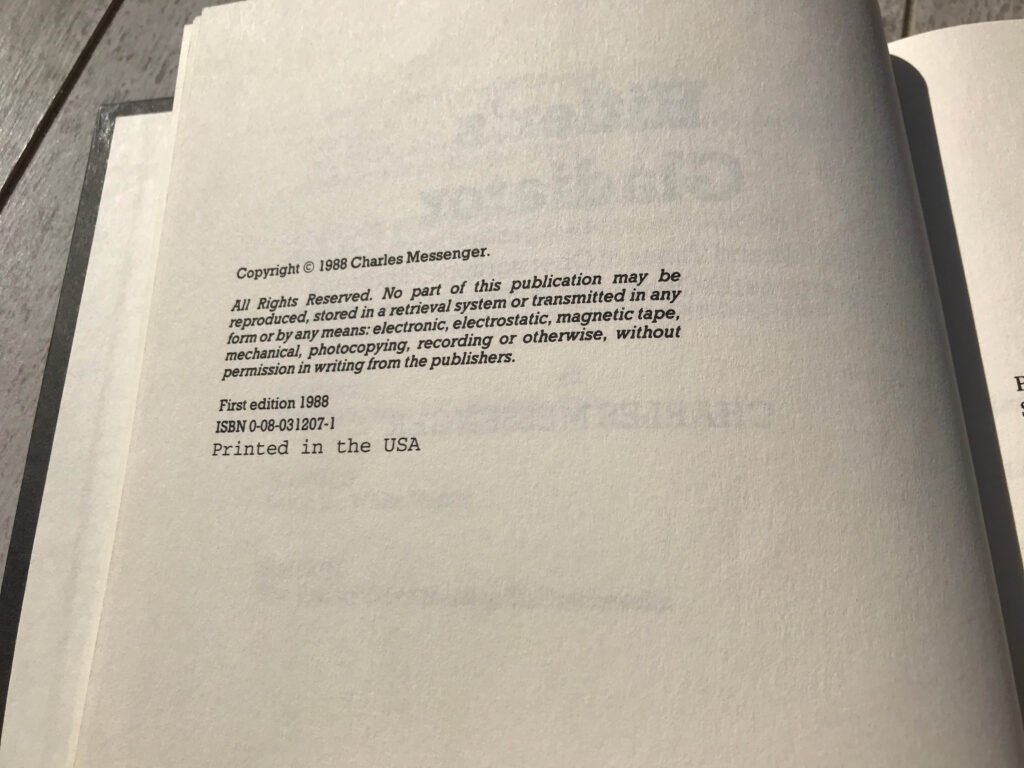 Copyright © 1988 Charles Messenger.
All Rights Reserved. No part of this publication may be
reproduced, stored in a retrieval system or transmitted in any
form or by any means: electronic, electrostatic, magnetic tape,
mechanical, photocopying, recording or otherwise, without
permission in writing from the publishers.
First edition 1988
ISBN 0-08-031207-1
Printed in the USA